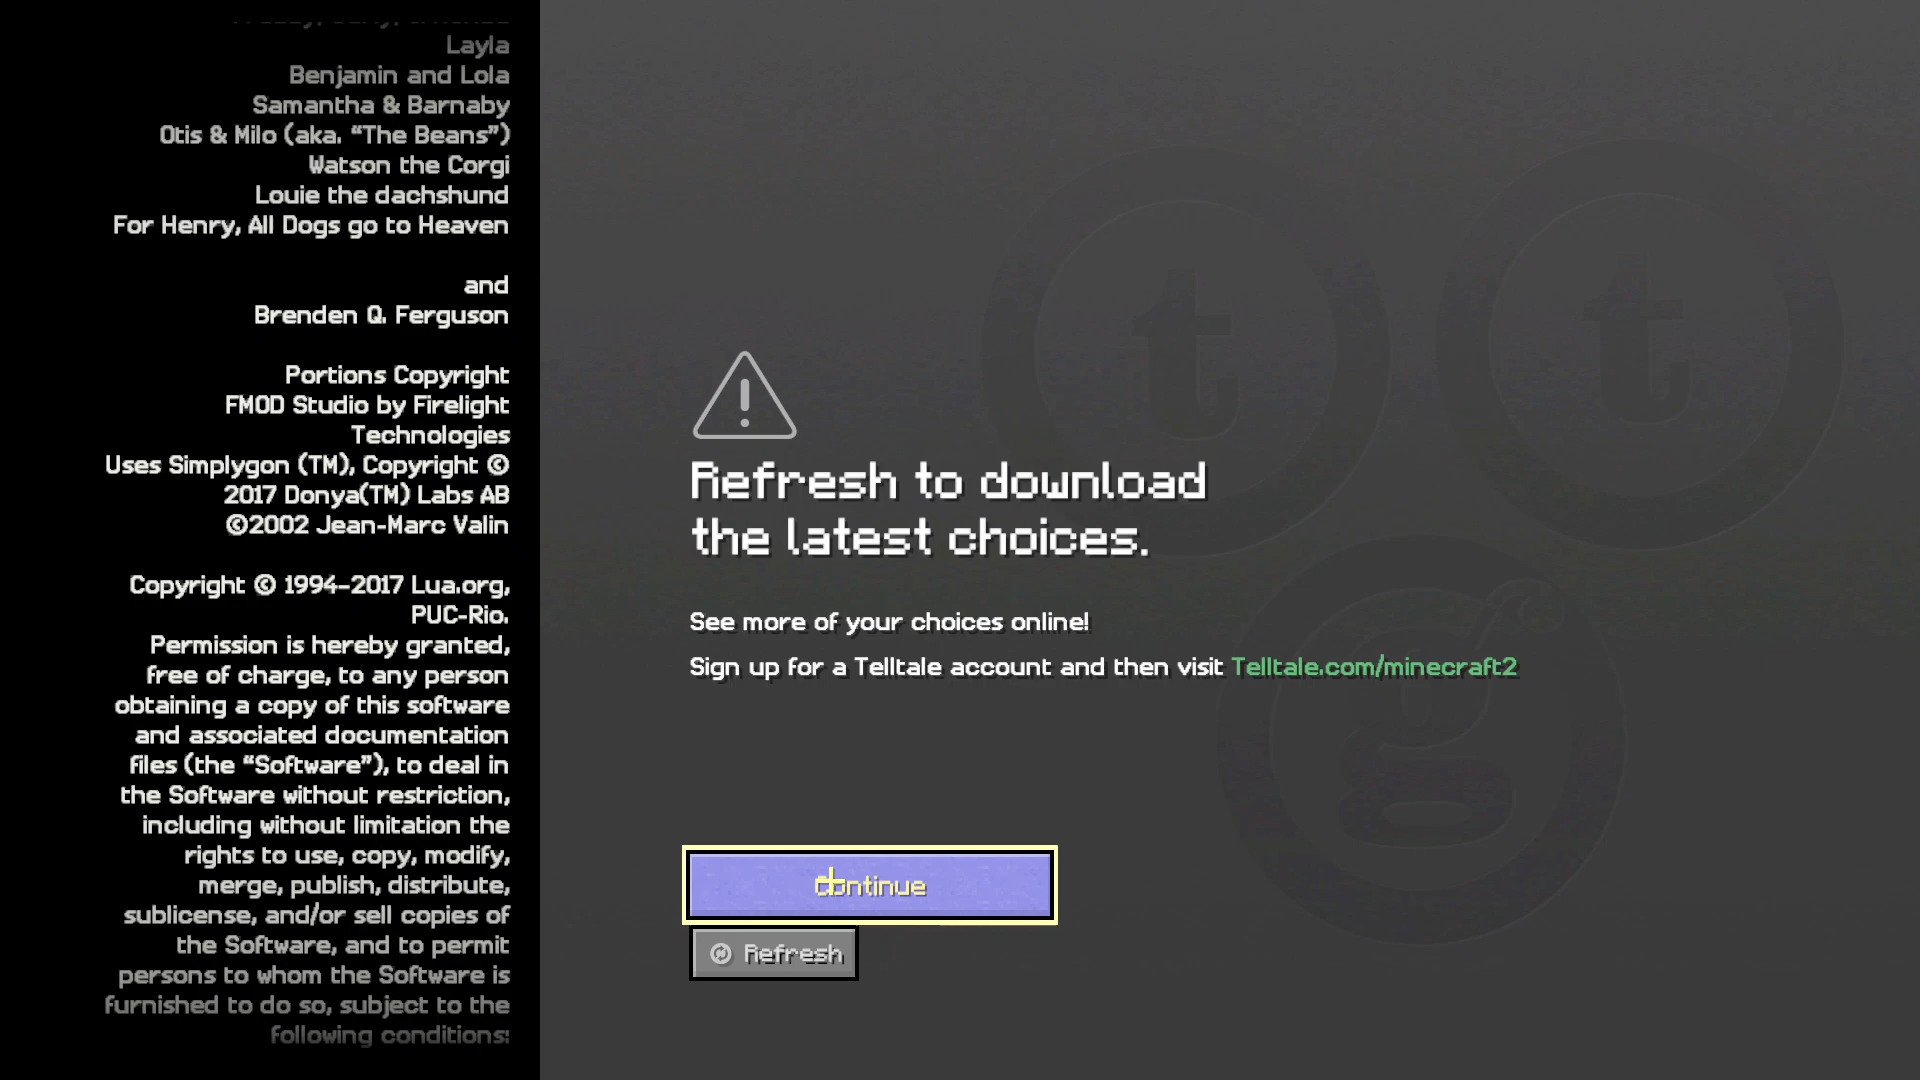 Layla
Benjamin and Lola
Samantha & Barnaby
Otis & Milo (aka. “The Beans”)
Watson the Corgi
Louie the dachshund
For Henry, All Dogs go to Heaven
and
Brenden Q. Ferguson
Portions Copyright
FMOD Studio by Firelight
Technologies
Uses Simplygon (TM), Copyright ©
2017 Donya(TM) Labs AB
©2002 Jean-Marc Valin
Copyright © 1994-2017 Lua.org,
PUC-Rio.
Permission is hereby granted,
free of charge, to any person
obtaining a copy of this software
and associated documentation
files (the “Software”), to deal in
the Software without restriction,
including without limitation the
rights to use, copy, modify,
merge, publish, distribute,
sublicense, and/or sell copies of
the Software, and to permit
persons to whom the Software is
furnished to do so, subject to the
following conditions:
t t g
Refresh to download
the latest choices.
See more of your choices online!
Sign up for a Telltale account and then visit Telltale.com/minecraft2
Continue
Refresh